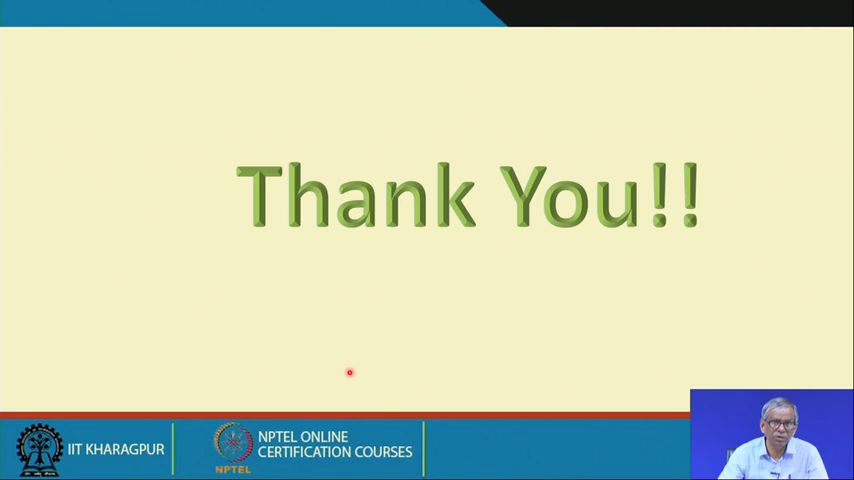 Thank You!!
IIT KHARAGPUR
NPTEL
NPTEL ONLINE
CERTIFICATION COURSES